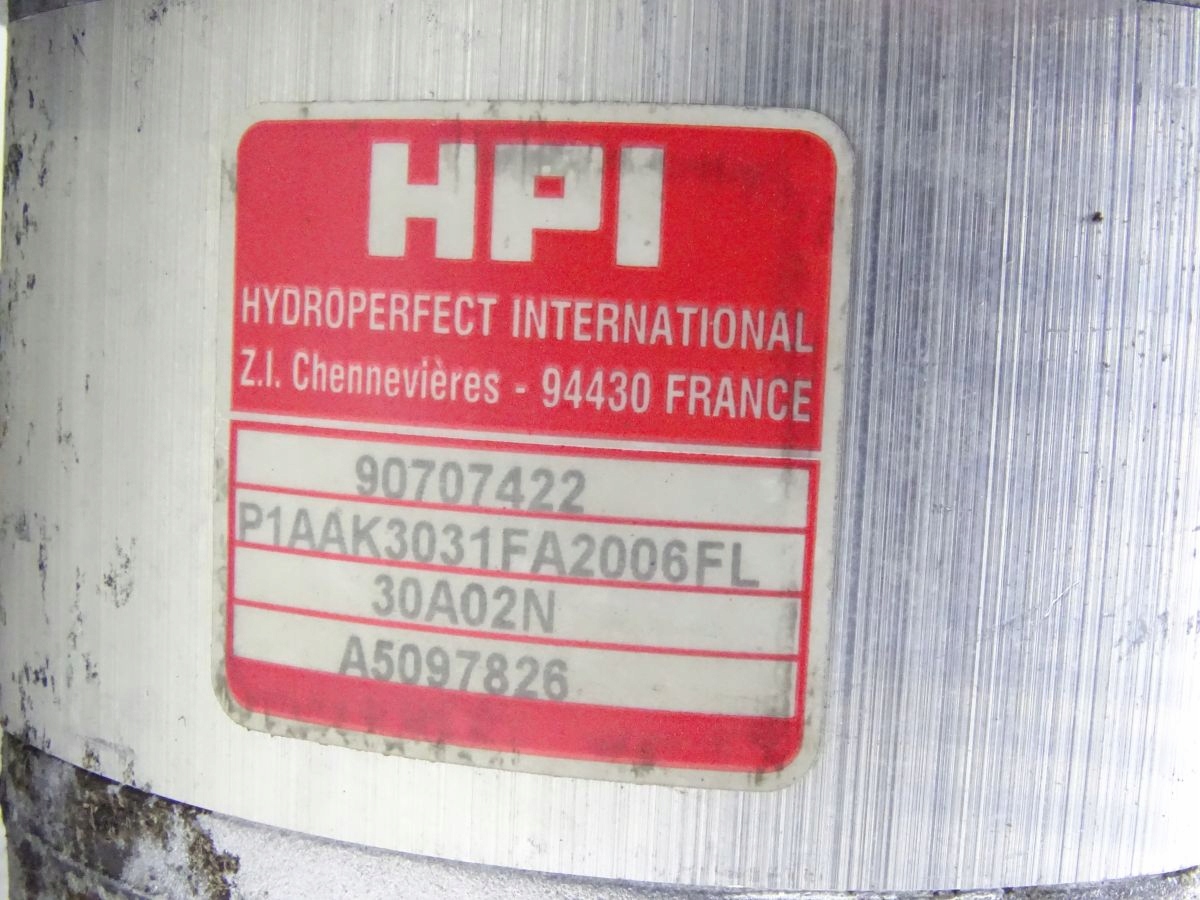 HPI
HYDROPERFECT INTERNATIONAL
Z.I. Chennevières - 94430 FRANCE
90707422
P1AAK3031FA2006FL
30A02N
A5097826